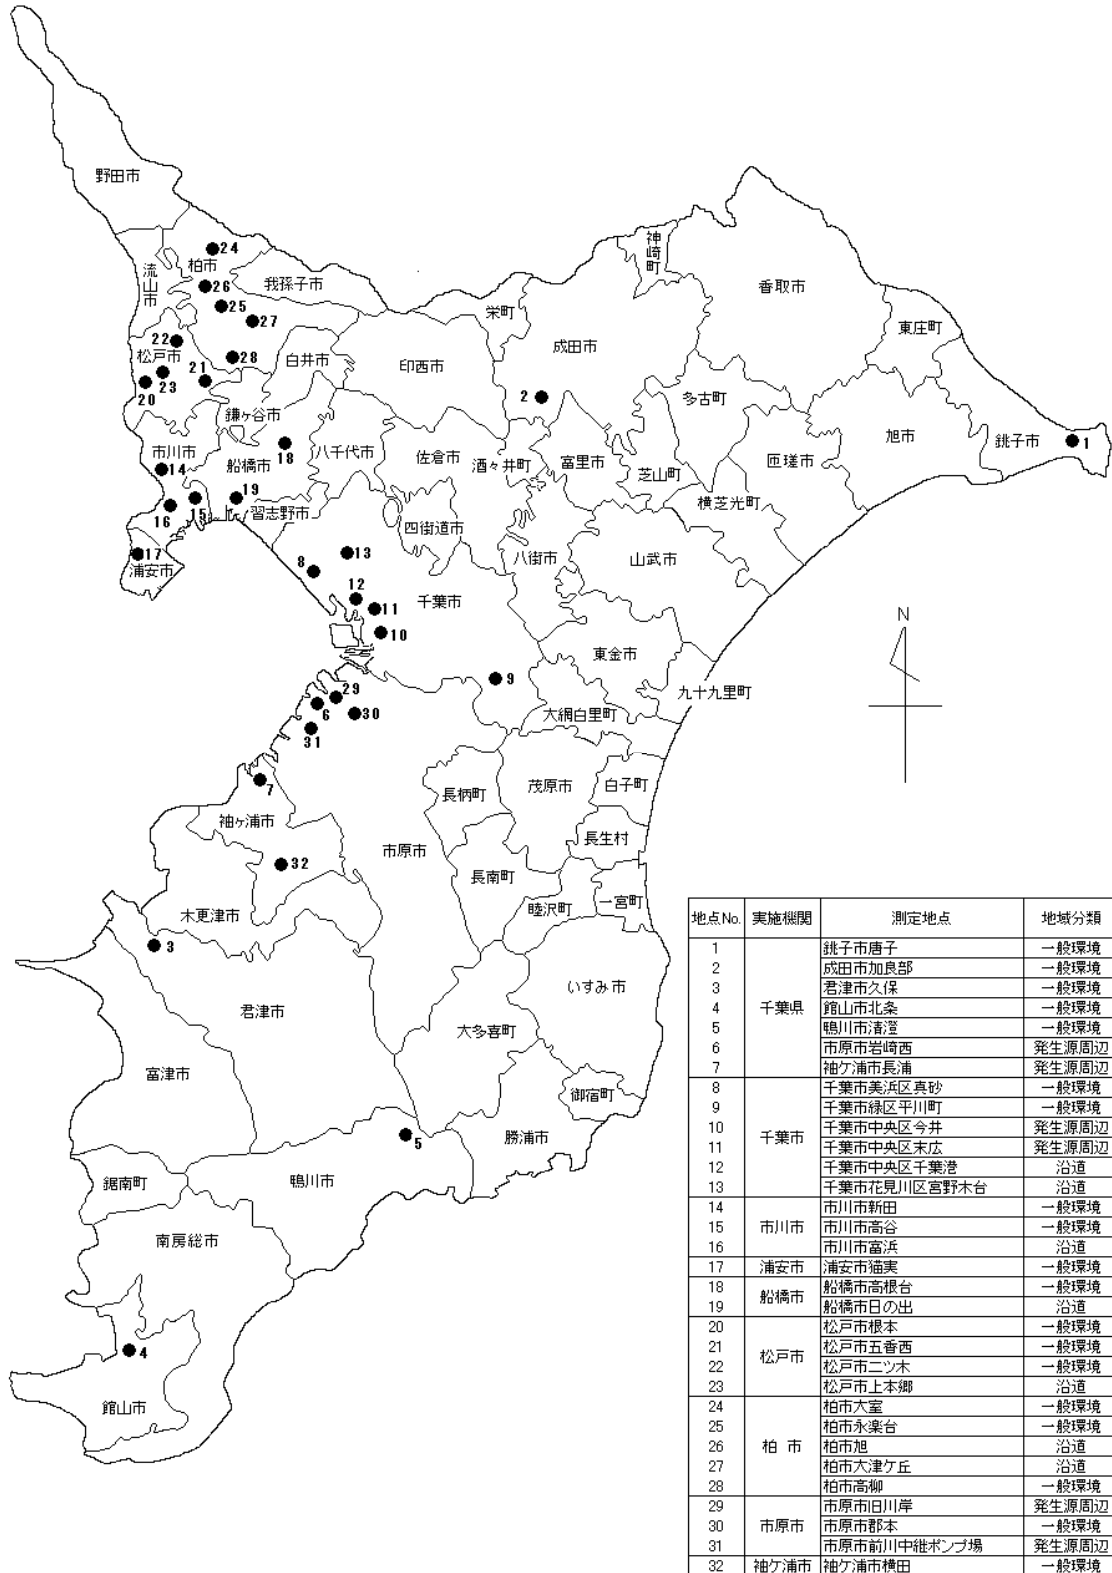 野田市
24
流山市
柏市
我孫子市
神崎町
香取市
26
25
栄町
27
東庄町
22
成田市
松戸市
28
白井市
印西市
21
23
2
多古町
20
鎌ヶ谷市
旭市
銚子市
1
市川市
18
八千代市
船橋市
佐倉市
酒々井町
富里市
匝瑳市
14
芝山町
横芝光町
19
16
15
習志野市
四街道市
17
13
八街市
山武市
浦安市
8
12
千葉市
11
N
10
東金市
9
九十九里町
29
大網白里町
6
30
31
7
長柄町
茂原市
白子町
袖ヶ浦市
長生村
市原市
32
長南町
睦沢町
一宮町
木更津市
3
いすみ市
君津市
大多喜町
富津市
御宿町
5
勝浦市
鋸南町
鴨川市
南房総市
4
館山市
地点No. 実施機関 測定地点 地域分類
1 千葉県 銚子市唐子 一般環境
2 成田市加良部 一般環境
3 君津市久保 一般環境
4 館山市北条 一般環境
5 鴨川市清澄 一般環境
6 市原市岩崎西 発生源周辺
7 袖ケ浦市長浦 発生源周辺
8 千葉市 千葉市美浜区真砂 一般環境
9 千葉市緑区平川町 一般環境
10 千葉市中央区今井 発生源周辺
11 千葉市中央区末広 発生源周辺
12 千葉市中央区千葉港 沿道
13 千葉市花見川区宮野木台 沿道
14 市川市 市川市新田 一般環境
15 市川市高谷 一般環境
16 市川市富浜 沿道
17 浦安市 浦安市猫実 一般環境
18 船橋市 船橋市高根台 一般環境
19 船橋市日の出 沿道
20 松戸市 松戸市根本 一般環境
21 松戸市五香西 一般環境
22 松戸市二ツ木 一般環境
23 松戸市上本郷 沿道
24 柏 市 柏市大室 一般環境
25 柏市永楽台 一般環境
26 柏市旭 沿道
27 柏市大津ケ丘 沿道
28 柏市高柳 一般環境
29 市原市 市原市旧川岸 発生源周辺
30 市原市郡本 一般環境
31 市原市前川中継ポンプ場 発生源周辺
32 袖ケ浦市 袖ケ浦市横田 一般環境